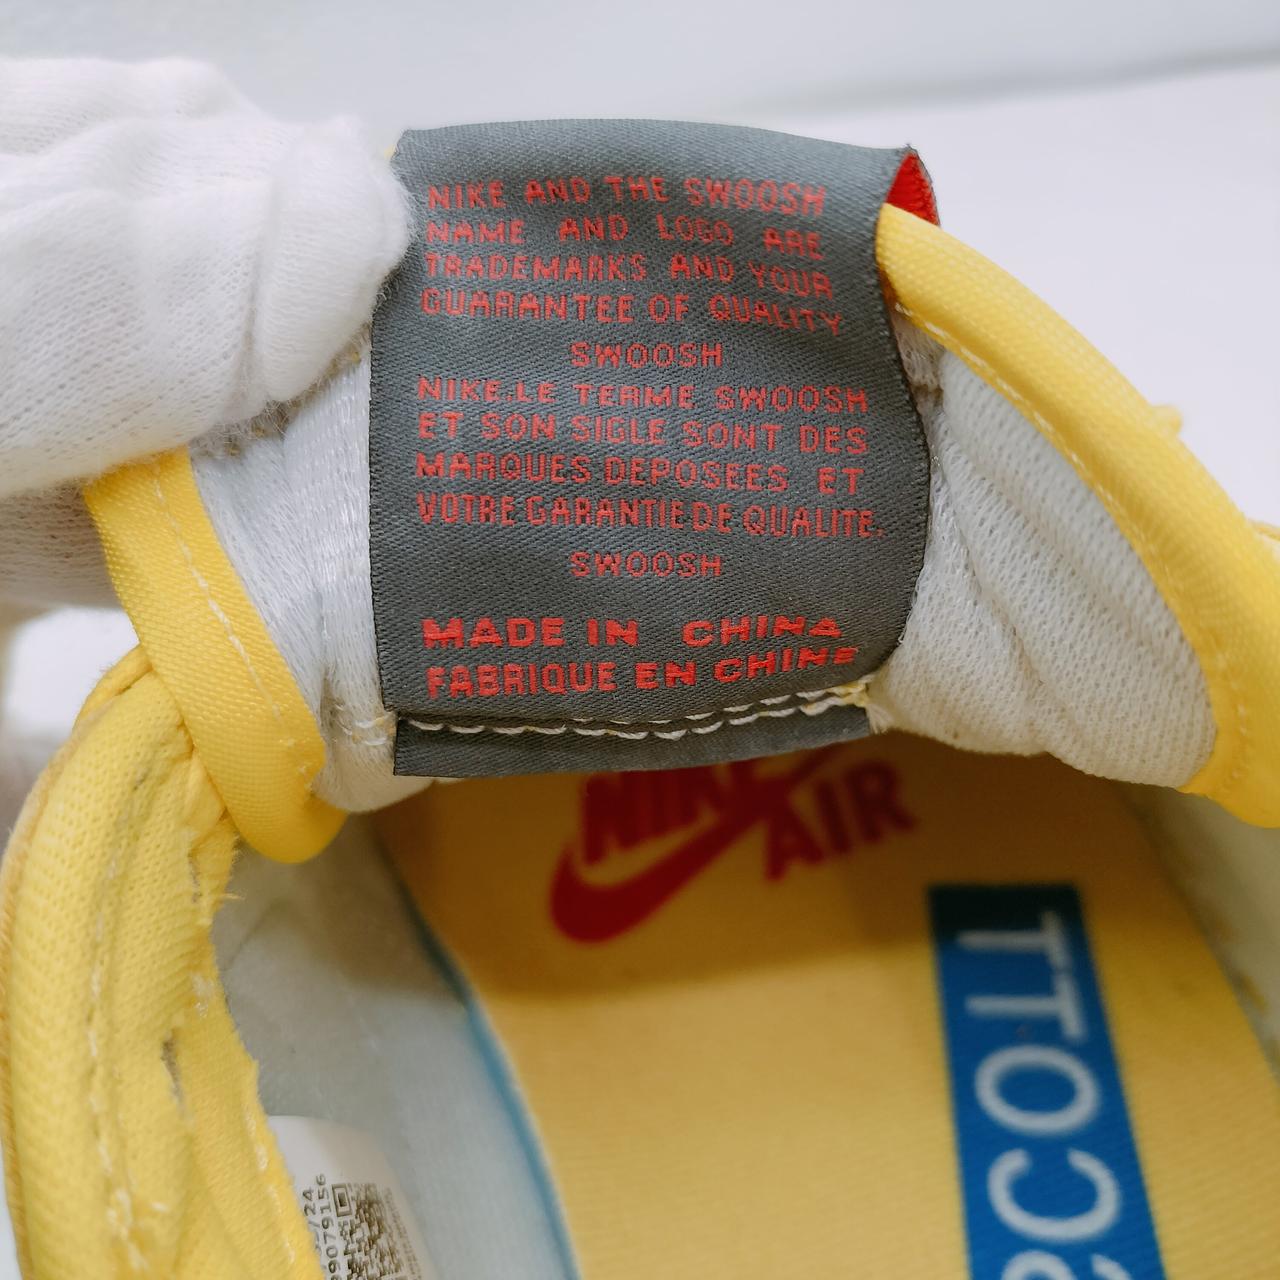 NIKE AND THE SWOOSH
NAME AND LOGO ARE
TRADEMARKS AND YOUR
GUARANTEE OF QUALITY
SWOOSH
NIKE.LE TERME SWOOSH
ET SON SIGLE SONT DES
MARQUES DEPOSEES ET
VOTRE GARANTIE DE QUALITE.
SWOOSH
MADE IN CHINA
FABRIQUE EN CHINE
NIKE
AIR